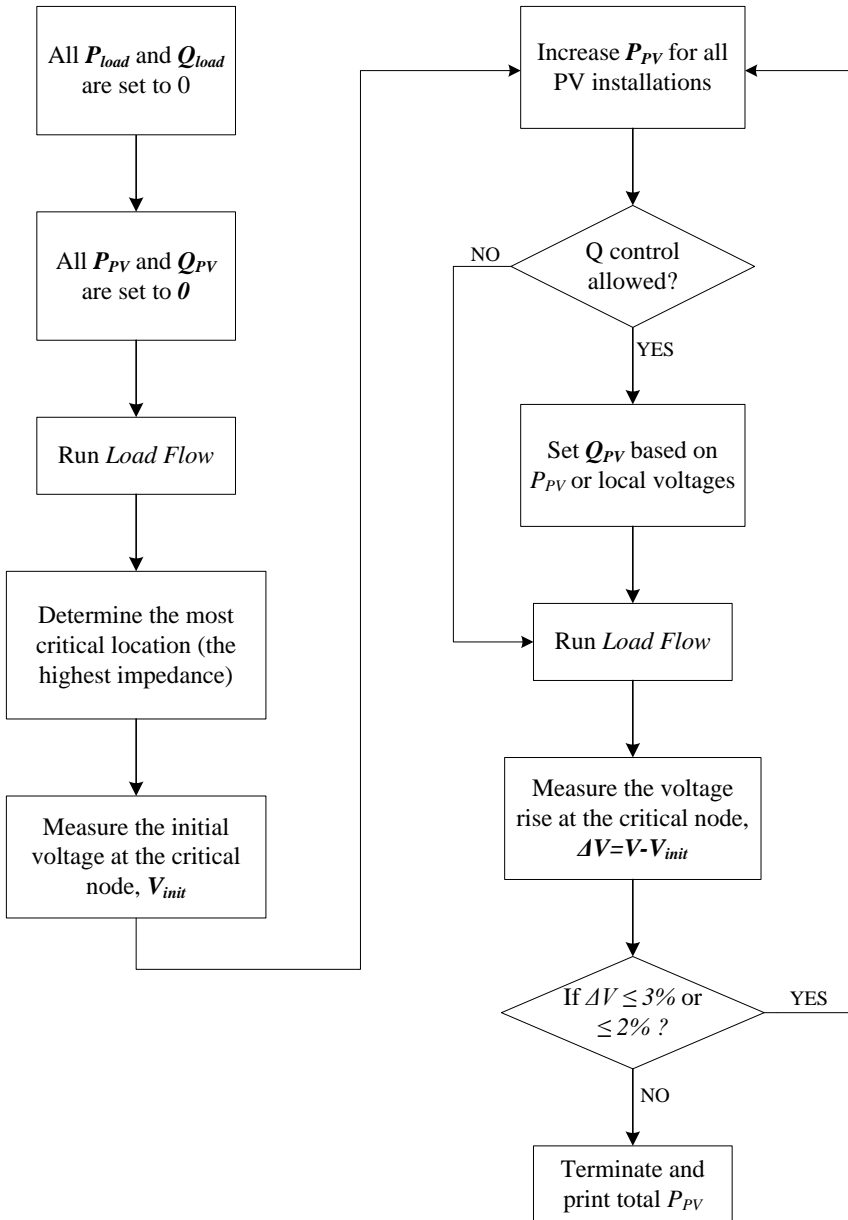 All P_load and Q_load
are set to 0
All P_PV and Q_PV
are set to 0
Run Load Flow
Determine the most
critical location (the
highest impedance)
Measure the initial
voltage at the critical
node, V_init
Increase P_PV for all
PV installations
Q control
allowed?
NO
YES
Set Q_PV based on
P_PV or local voltages
Run Load Flow
Measure the voltage
rise at the critical node,
ΔV=V-V_init
If ΔV ≤ 3% or
≤ 2% ?
YES
NO
Terminate and
print total P_PV